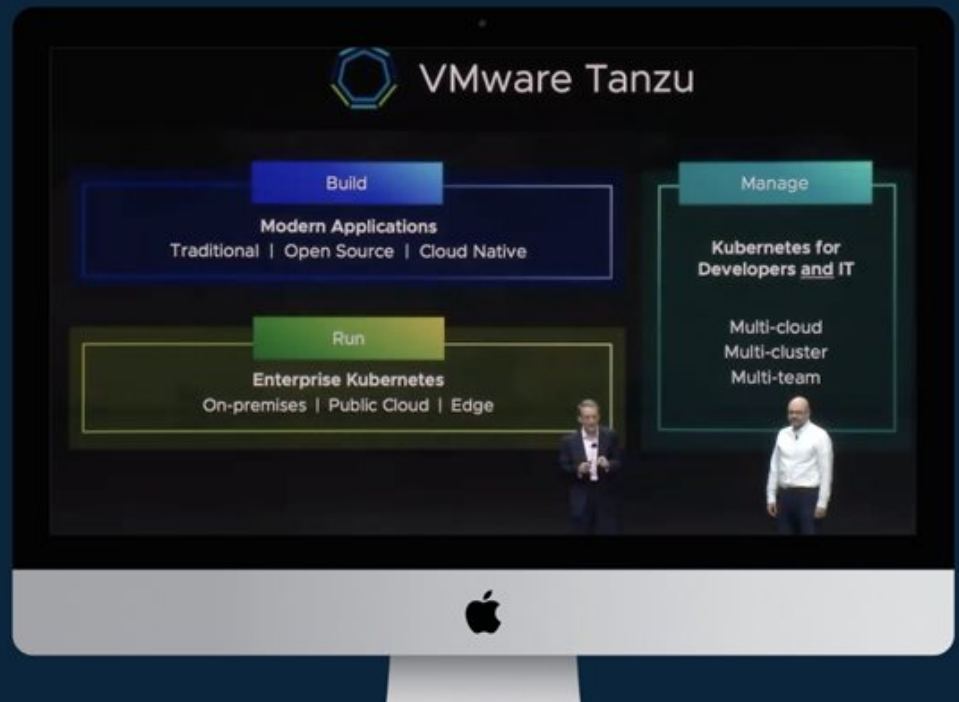 VMware Tanzu
Build
Modern Applications
Traditional | Open Source | Cloud Native
Run
Enterprise Kubernetes
On-premises | Public Cloud | Edge
Manage
Kubernetes for
Developers and IT
Multi-cloud
Multi-cluster
Multi-team